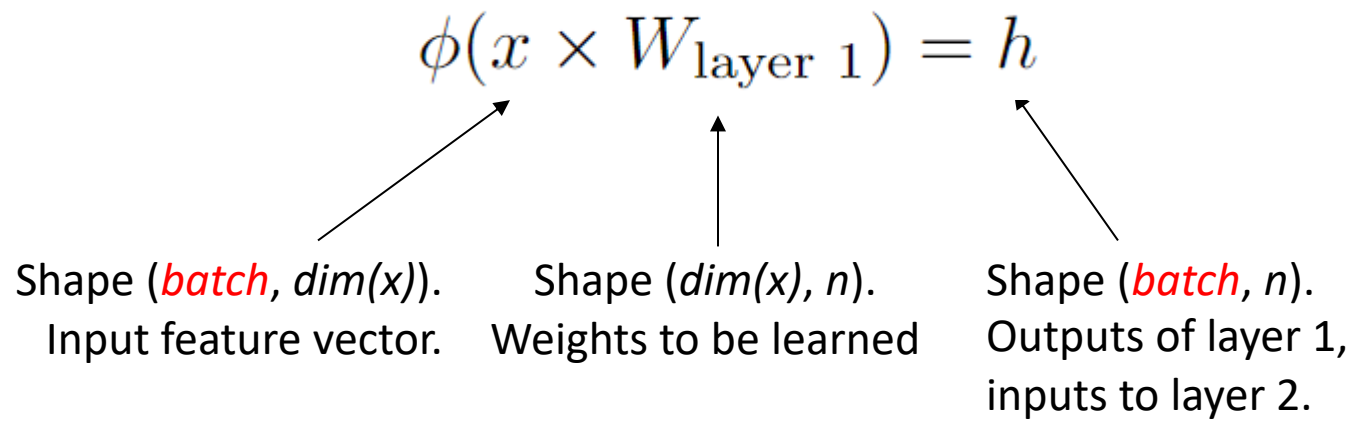 ϕ(x × W_layer 1) = h
Shape (batch, dim(x)).
Input feature vector.
Shape (dim(x), n).
Weights to be learned
Shape (batch, n).
Outputs of layer 1,
inputs to layer 2.